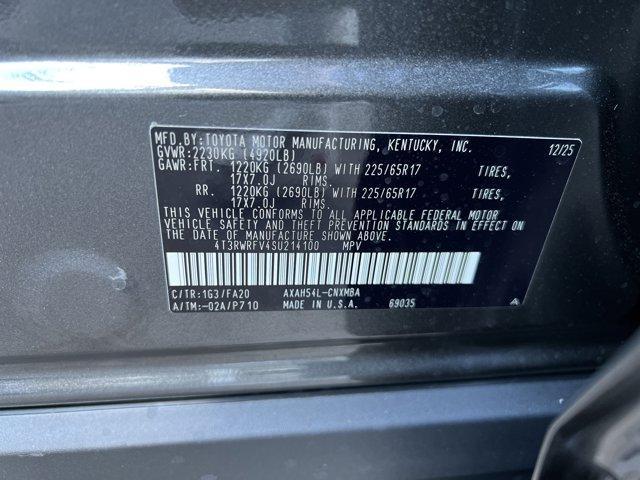 MFD.BY:TOYOTA MOTOR MANUFACTURING, KENTUCKY, INC. 12/25
GVWR:2230KG (4920LB)
GAWR:FRT. 1220KG (2690LB) WITH 225/65R17 TIRES,
17X7.0J RIMS.
RR. 1220KG (2690LB) WITH 225/65R17 TIRES,
17X7.0J RIMS.
THIS VEHICLE CONFORMS TO ALL APPLICABLE FEDERAL MOTOR
VEHICLE SAFETY AND THEFT PREVENTION STANDARDS IN EFFECT
ON THE DATE OF MANUFACTURE SHOWN ABOVE.
4T3RWRFV4SU214100 MPV
C/TR:1G3/FA20 AXAH54L-CNXMBA
A/TM:-02A/P710 MADE IN U.S.A. 69035